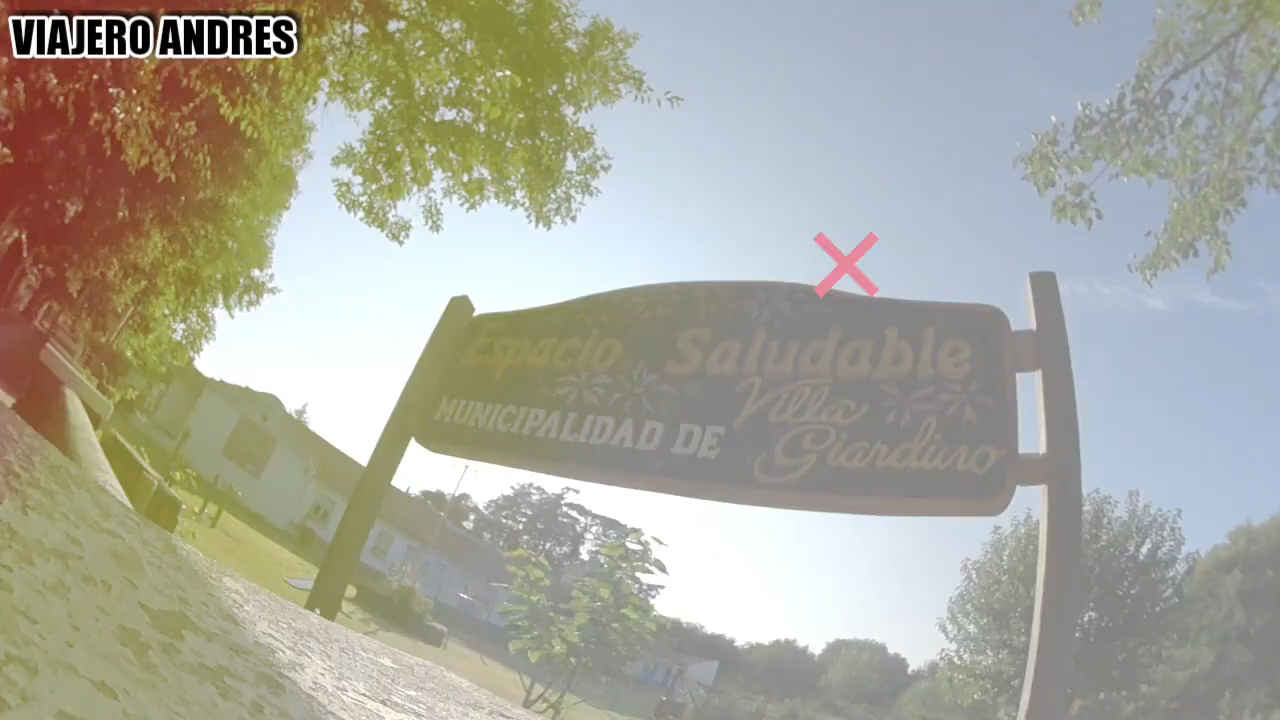 VIAJERO ANDRES
Espacio Saludable
MUNICIPALIDAD DE Villa
Giardino